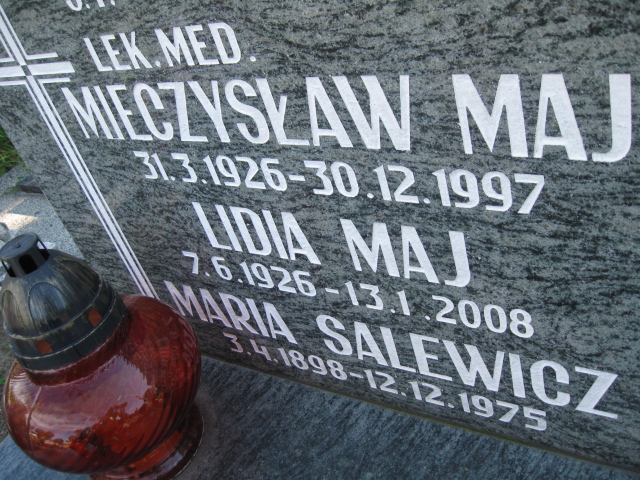 LEK.MED.
MIECZYSŁAW MAJ
31.3.1926-30.12.1997
LIDIA MAJ
7.6.1926-13.1.2008
MARIA SALEWICZ
3.4.1898-12.12.1975